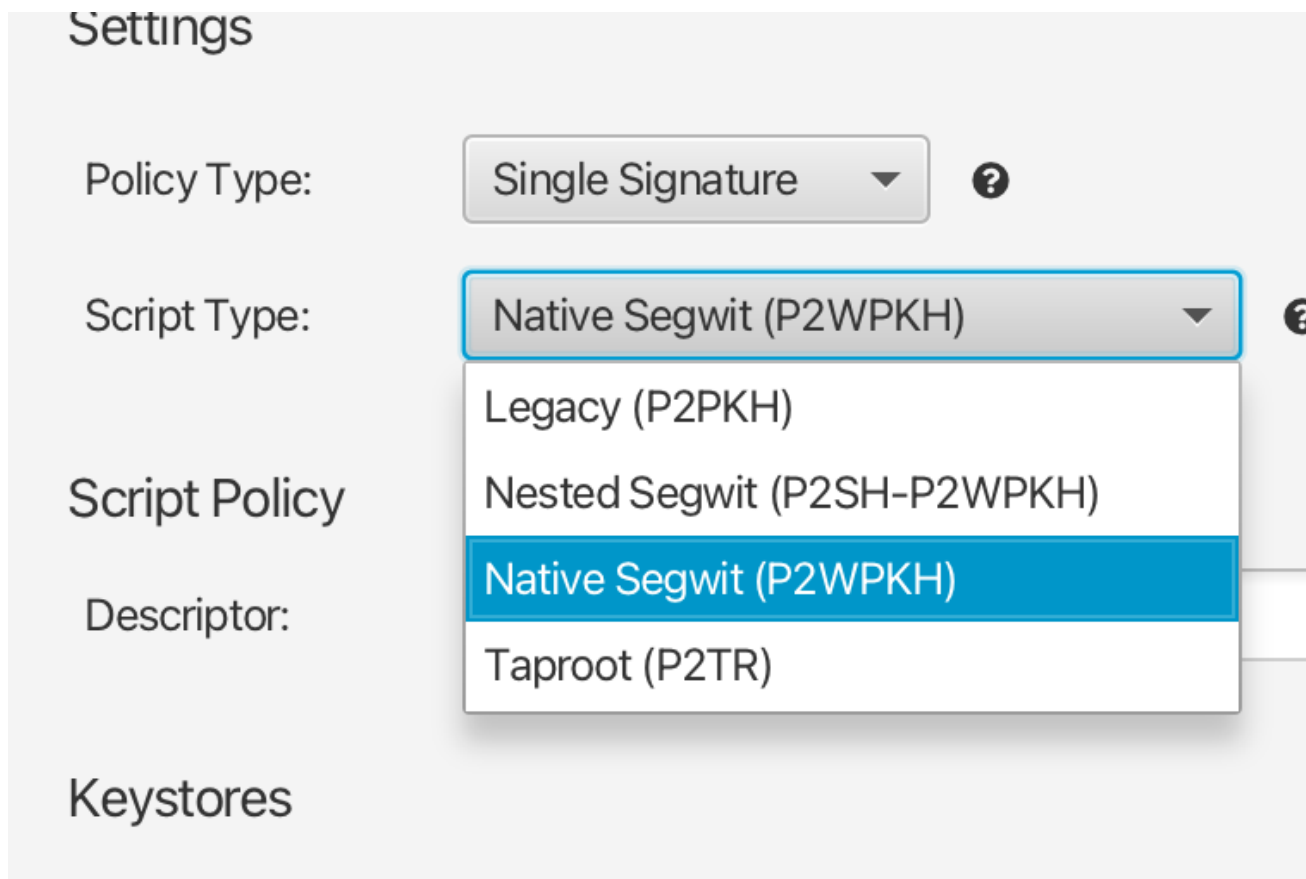 Settings
Policy Type: Single Signature ?
Script Type: Native Segwit (P2WPKH) ?
Legacy (P2PKH)
Nested Segwit (P2SH-P2WPKH)
Native Segwit (P2WPKH)
Taproot (P2TR)
Script Policy
Descriptor:
Keystores